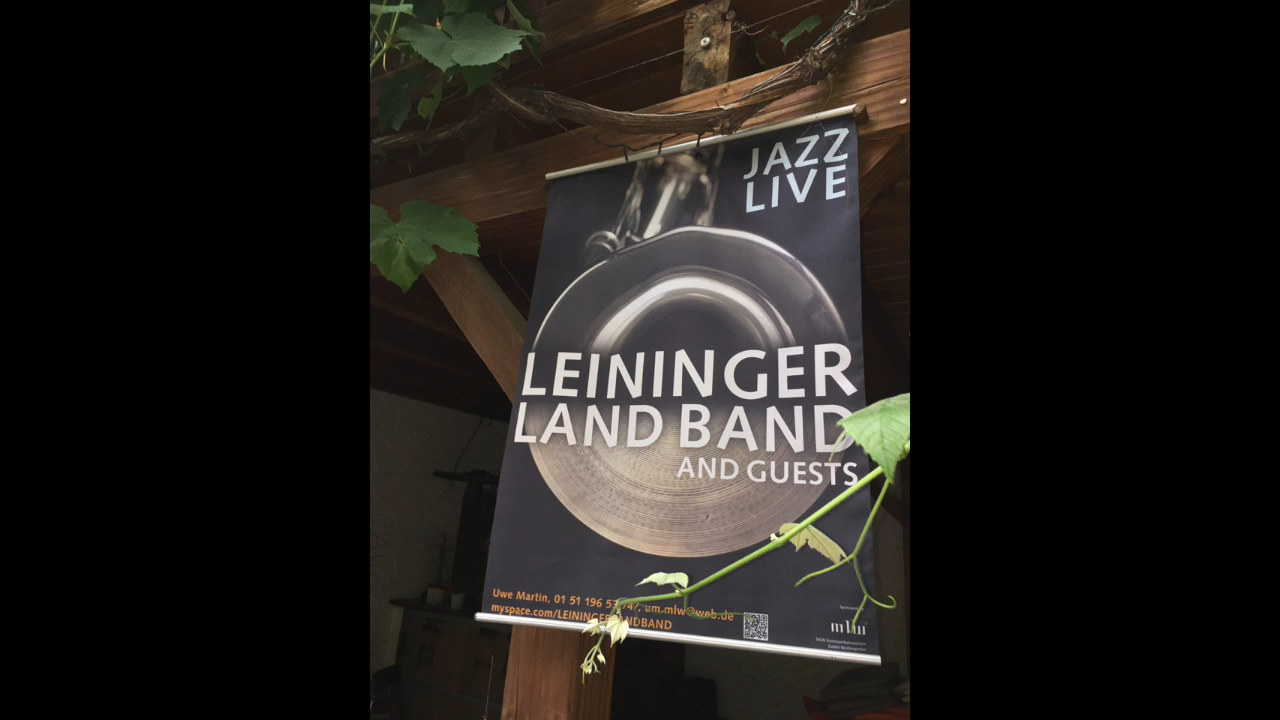 JAZZ
LIVE
LEININGER
LAND BAND
AND GUESTS
Uwe Martin, 01 51 196 53 um.mlw@web.de
myspace.com/LEININGERLANDBAND
mlw